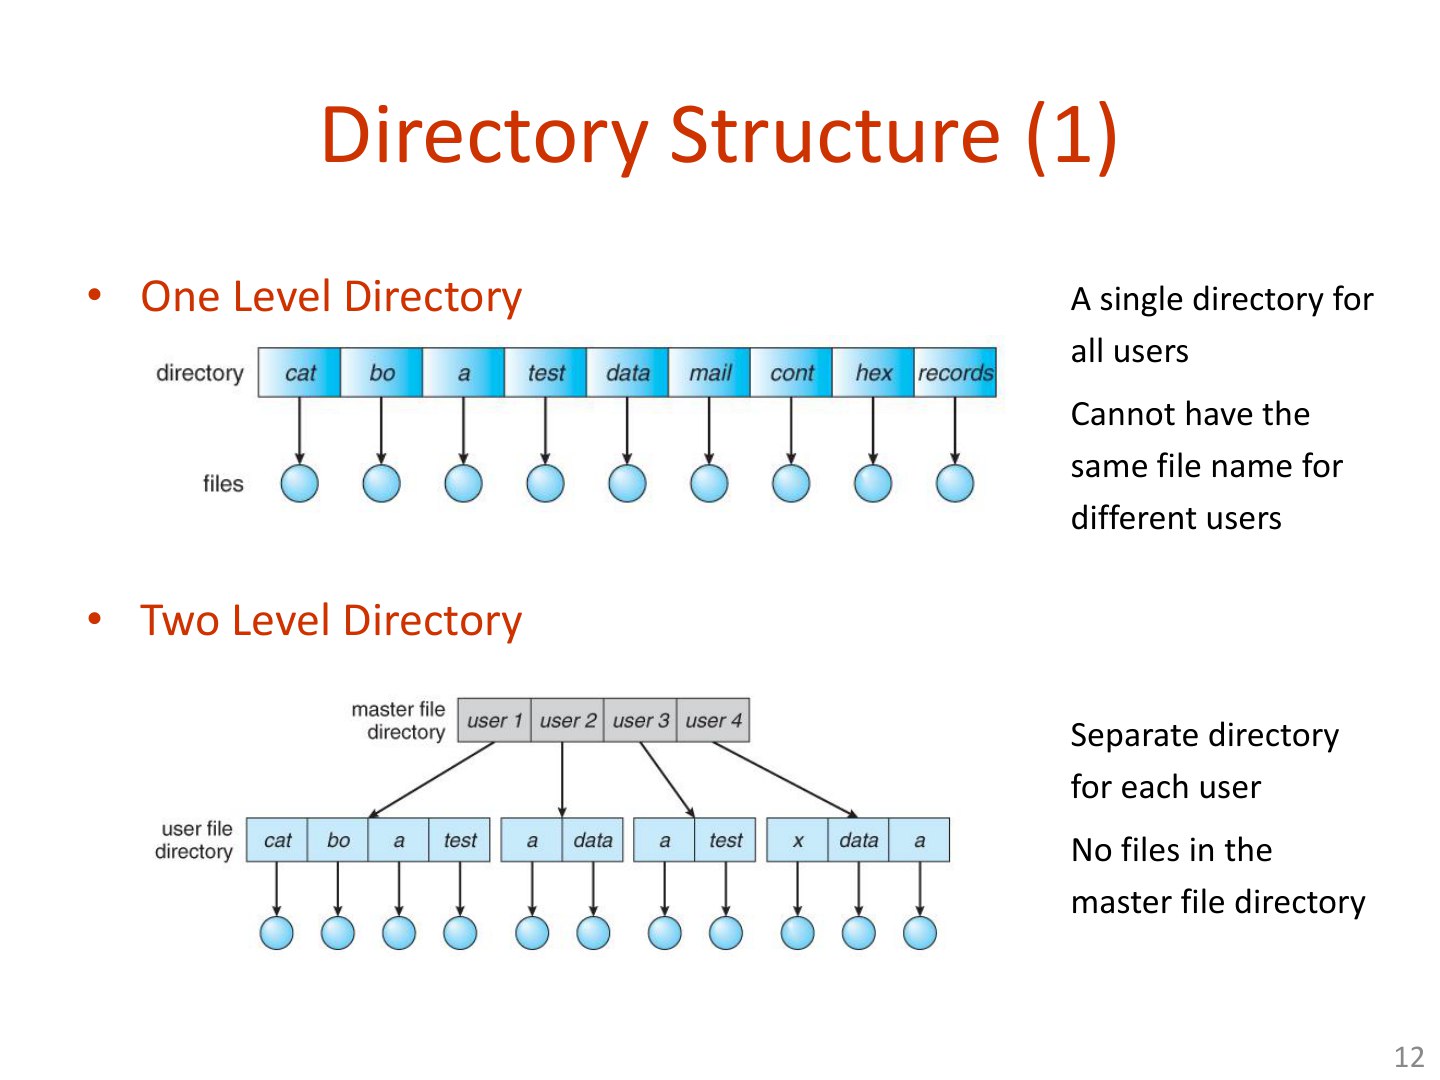 Directory Structure (1)
• One Level Directory
directory cat bo a test data mail cont hex records
files
A single directory for
all users
Cannot have the
same file name for
different users
• Two Level Directory
master file
directory
user 1 user 2 user 3 user 4
user file
directory
cat bo a test a data a test x data a
Separate directory
for each user
No files in the
master file directory
12